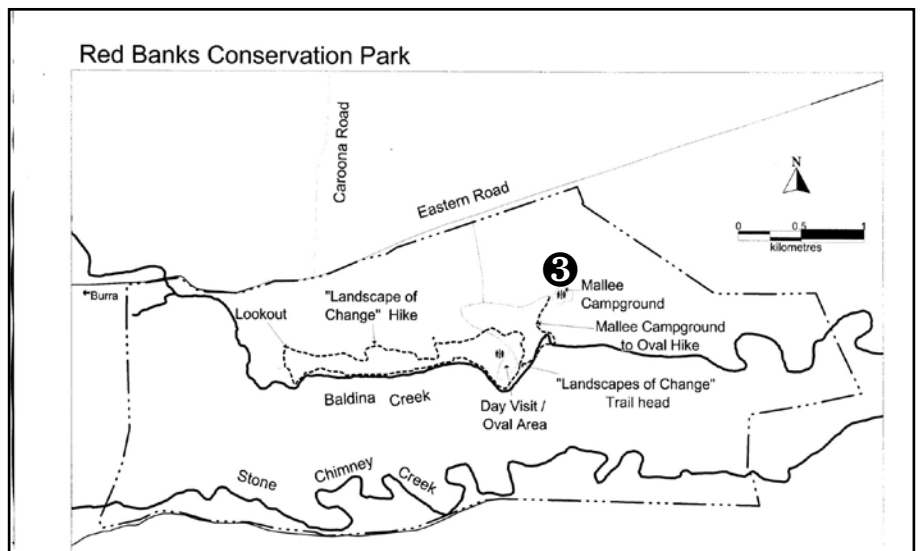 Red Banks Conservation Park
Caroona Road
Eastern Road
N
0 0.5 1
kilometres
❸
←Burra
Mallee
Campground
"Landscape of
Change" Hike
Lookout
Mallee Campground
to Oval Hike
"Landscapes of Change"
Trail head
Baldina Creek
Day Visit /
Oval Area
Stone Chimney Creek